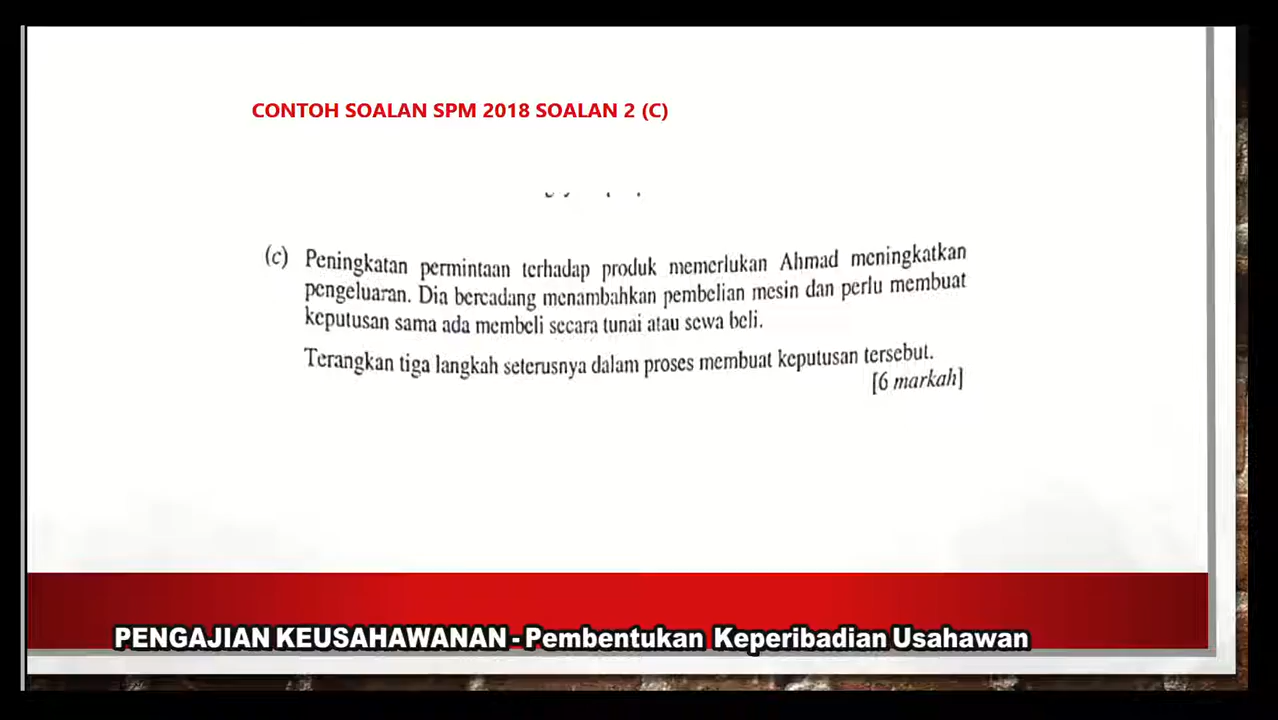 CONTOH SOALAN SPM 2018 SOALAN 2 (C)
(c) Peningkatan permintaan terhadap produk memerlukan Ahmad meningkatkan
pengeluaran. Dia bercadang menambahkan pembelian mesin dan perlu membuat
keputusan sama ada membeli secara tunai atau sewa beli.
Terangkan tiga langkah seterusnya dalam proses membuat keputusan tersebut.
[6 markah]
PENGAJIAN KEUSAHAWANAN - Pembentukan Keperibadian Usahawan